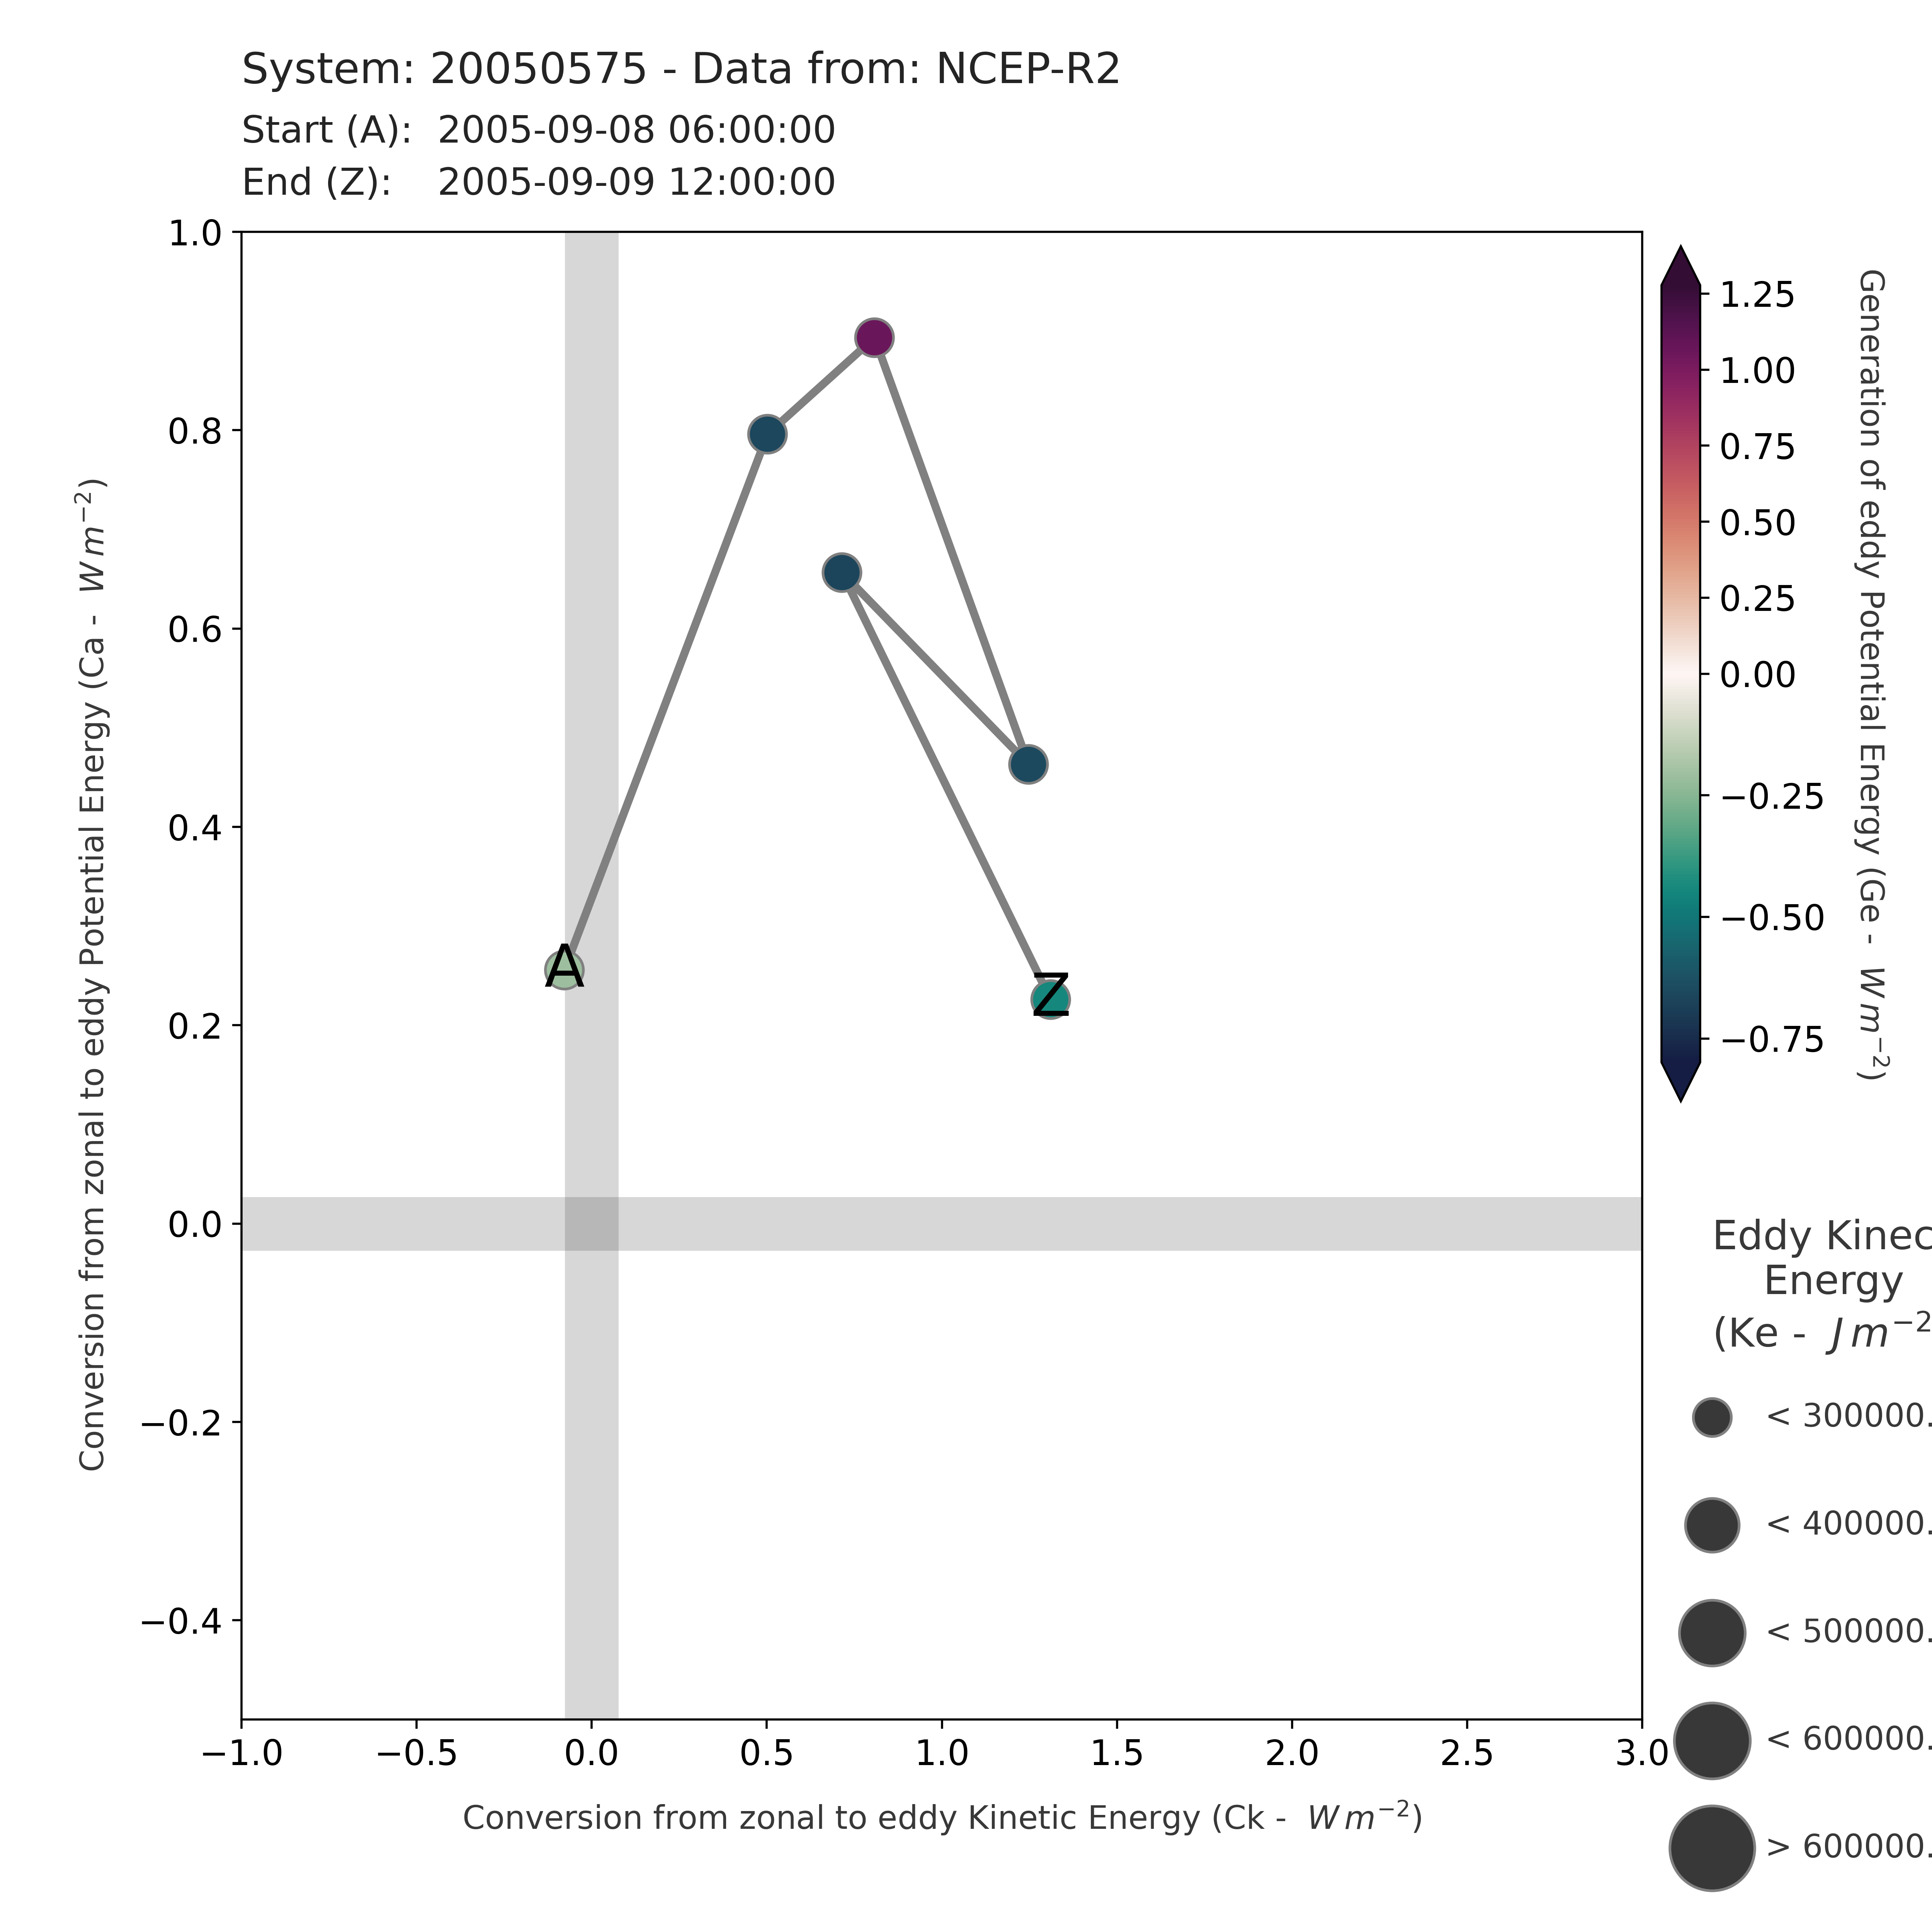 System: 20050575 - Data from: NCEP-R2
Start (A): 2005-09-08 06:00:00
End (Z): 2005-09-09 12:00:00
1.0
0.8
0.6
0.4
0.2
0.0
−0.2
−0.4
Conversion from zonal to eddy Potential Energy (Ca - W m⁻²)
A
Z
−1.0
−0.5
0.0
0.5
1.0
1.5
2.0
2.5
3.0
Conversion from zonal to eddy Kinetic Energy (Ck - W m⁻²)
1.25
1.00
0.75
0.50
0.25
0.00
−0.25
−0.50
−0.75
Generation of eddy Potential Energy (Ge - W m⁻²)
Eddy Kinec
Energy
(Ke - J m⁻²
< 300000.
< 400000.
< 500000.
< 600000.
> 600000.